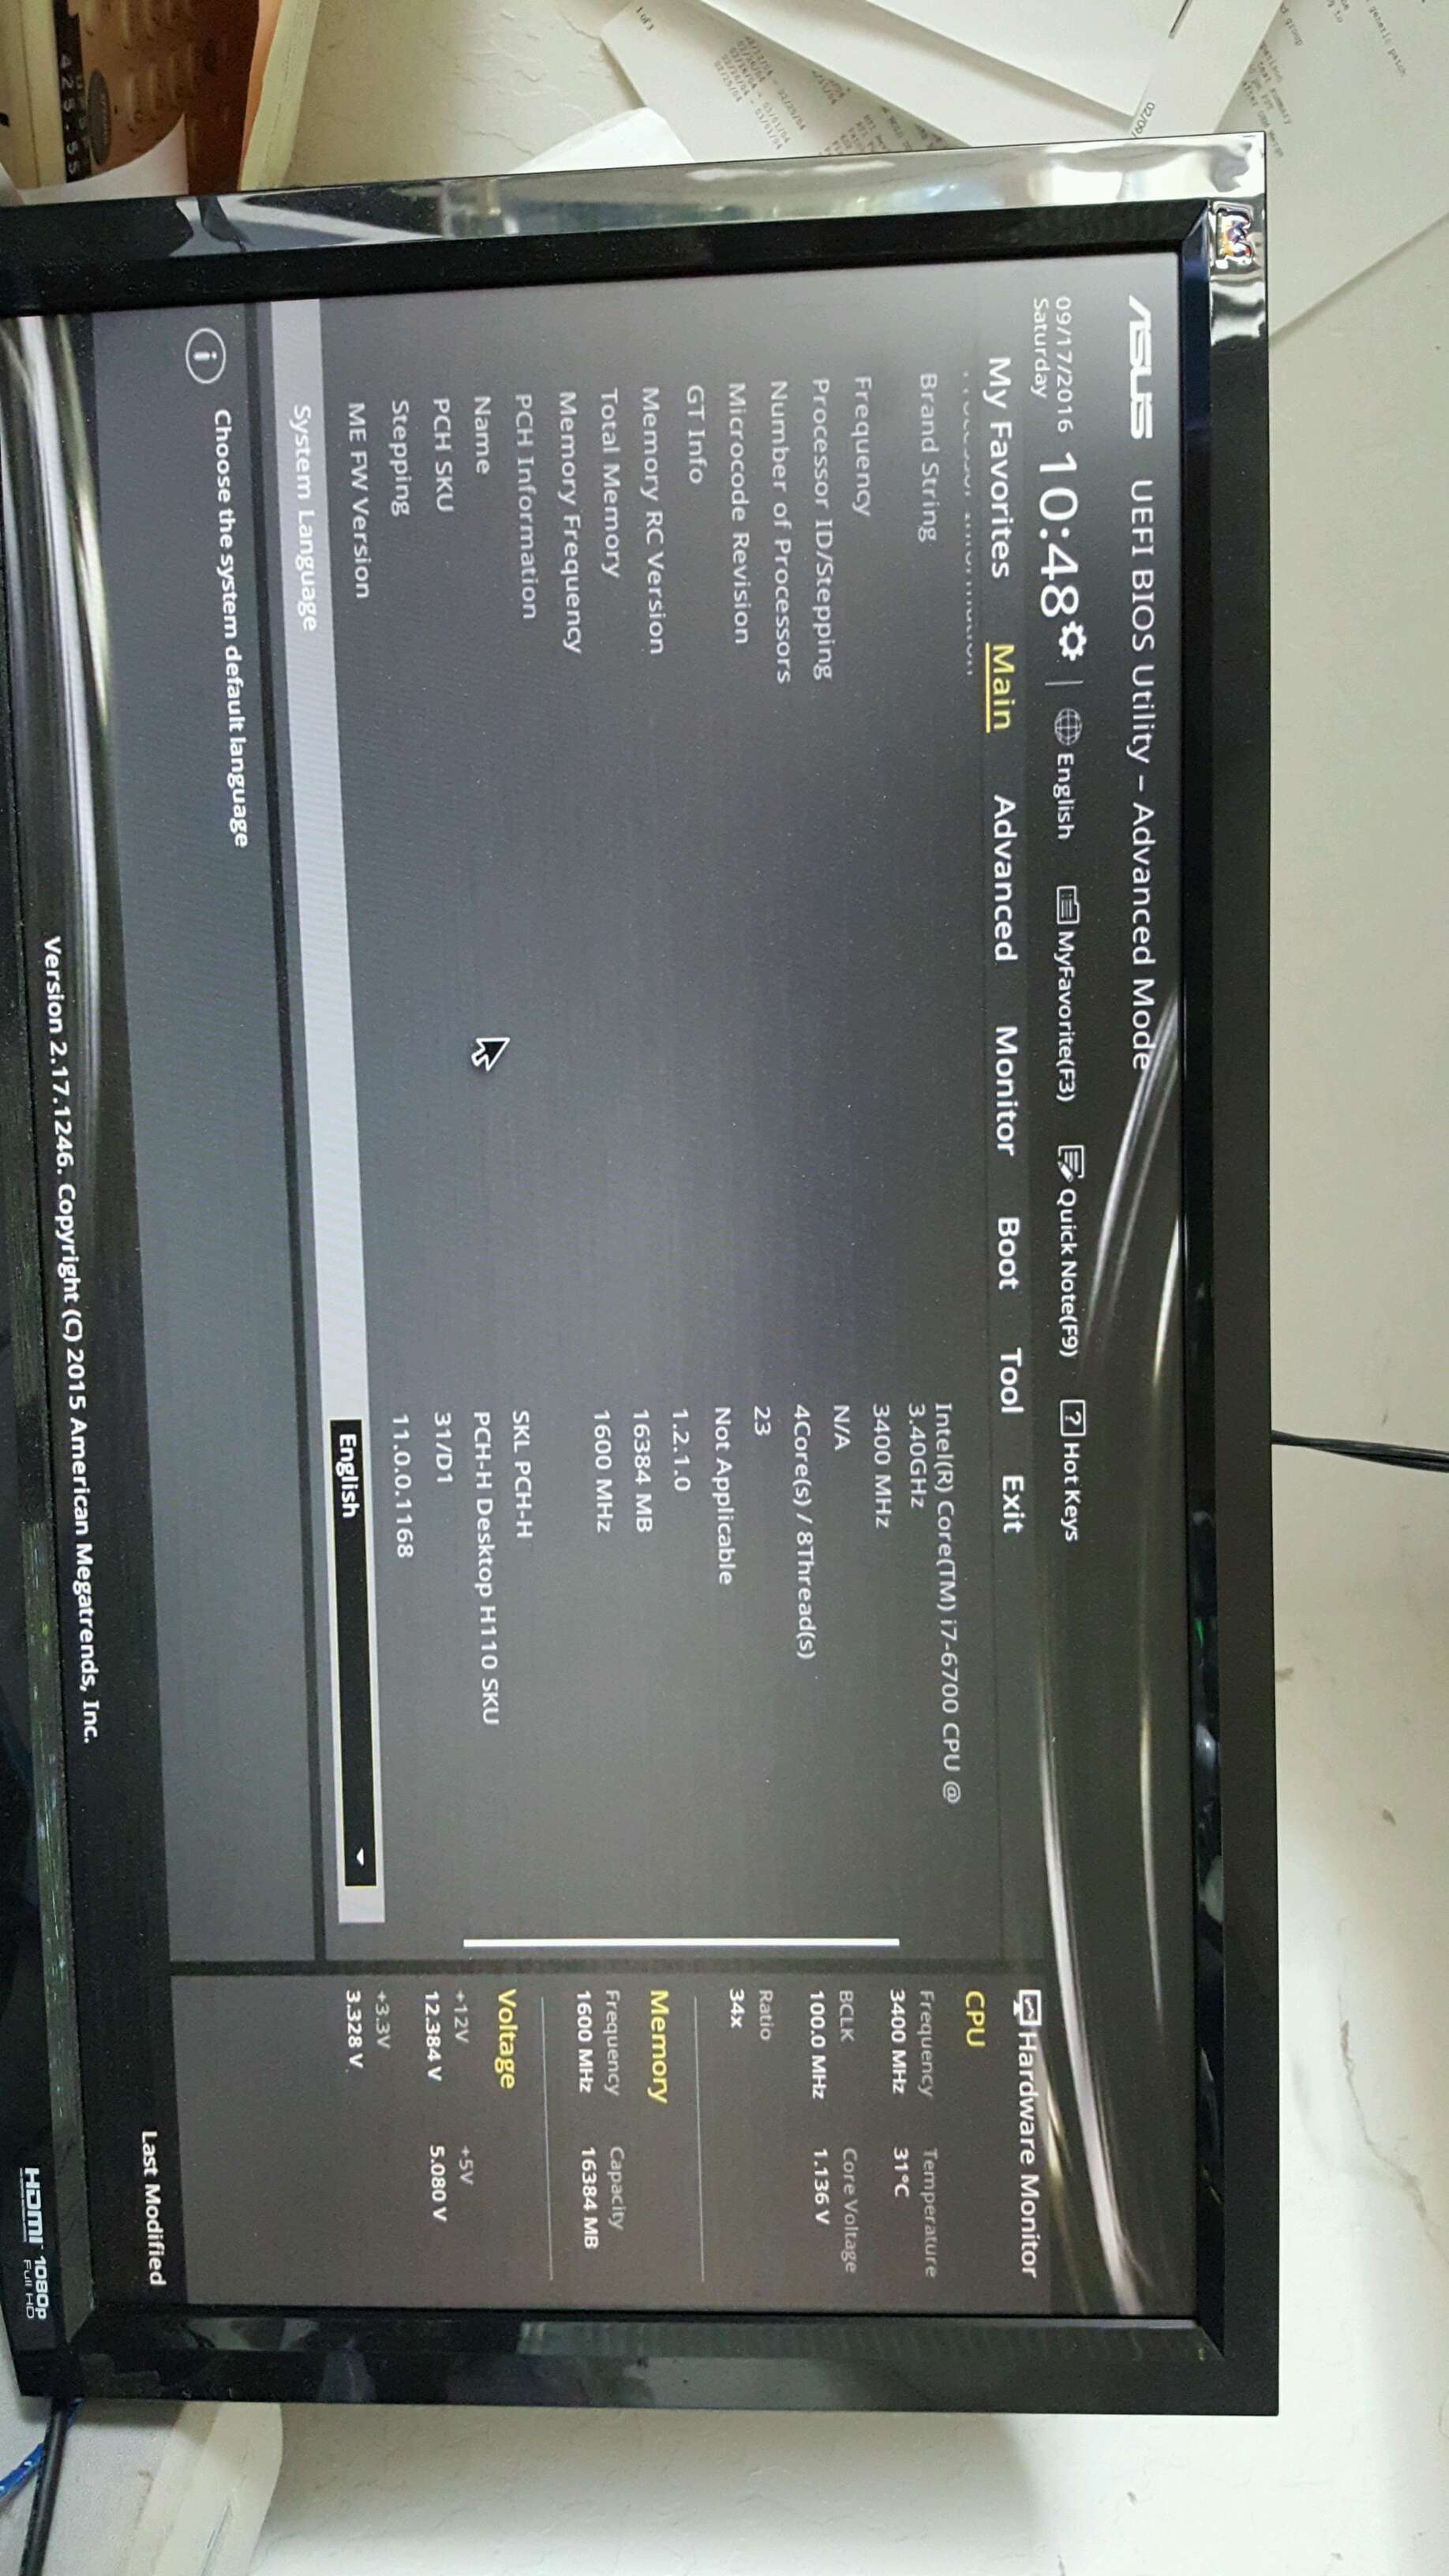 ASUS UEFI BIOS Utility – Advanced Mode
09/17/2016
Saturday
10:48 | English MyFavorite(F3) Quick Note(F9) ? Hot Keys
My Favorites Main Advanced Monitor Boot Tool Exit
Brand String Intel(R) Core(TM) i7-6700 CPU @
3.40GHz
Frequency 3400 MHz
Processor ID/Stepping N/A
Number of Processors 4Core(s) / 8Thread(s)
Microcode Revision 23
GT Info Not Applicable
Memory RC Version 1.2.1.0
Total Memory 16384 MB
Memory Frequency 1600 MHz
PCH Information
Name SKL PCH-H
PCH SKU PCH-H Desktop H110 SKU
Stepping 31/D1
ME FW Version 11.0.0.1168
System Language English
i Choose the system default language
Hardware Monitor
CPU
Frequency Temperature
3400 MHz 31°C
BCLK Core Voltage
100.0 MHz 1.136 V
Ratio
34x
Memory
Frequency Capacity
1600 MHz 16384 MB
Voltage
+12V +5V
12.384 V 5.080 V
+3.3V
3.328 V
Last Modified
Version 2.17.1246. Copyright (C) 2015 American Megatrends, Inc.
HDMI 1080p
Full HD
1 of 3